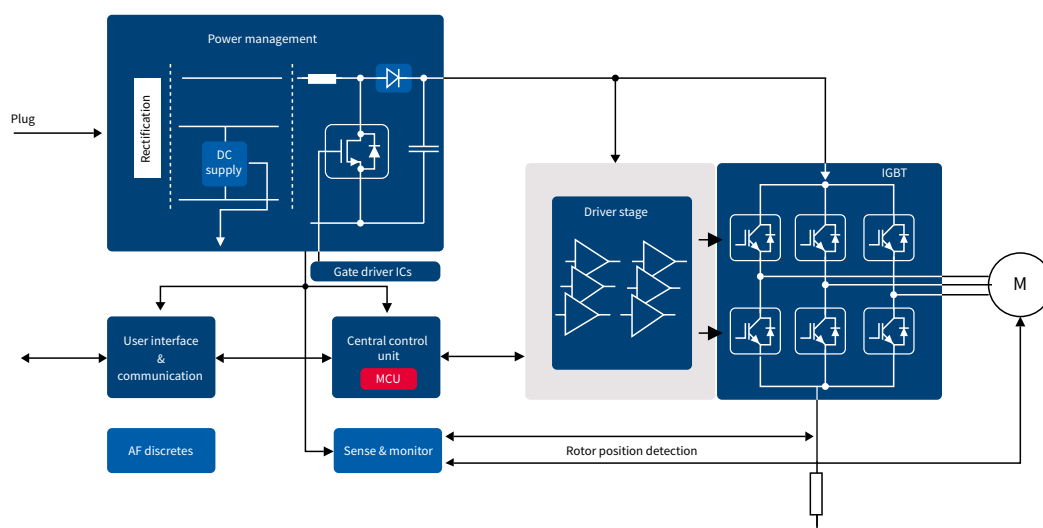 Power management
Plug
Rectification
DC
supply
IGBT
Driver stage
Gate driver ICs
M
User interface
&
communication
Central control
unit
MCU
AF discretes
Sense & monitor
Rotor position detection